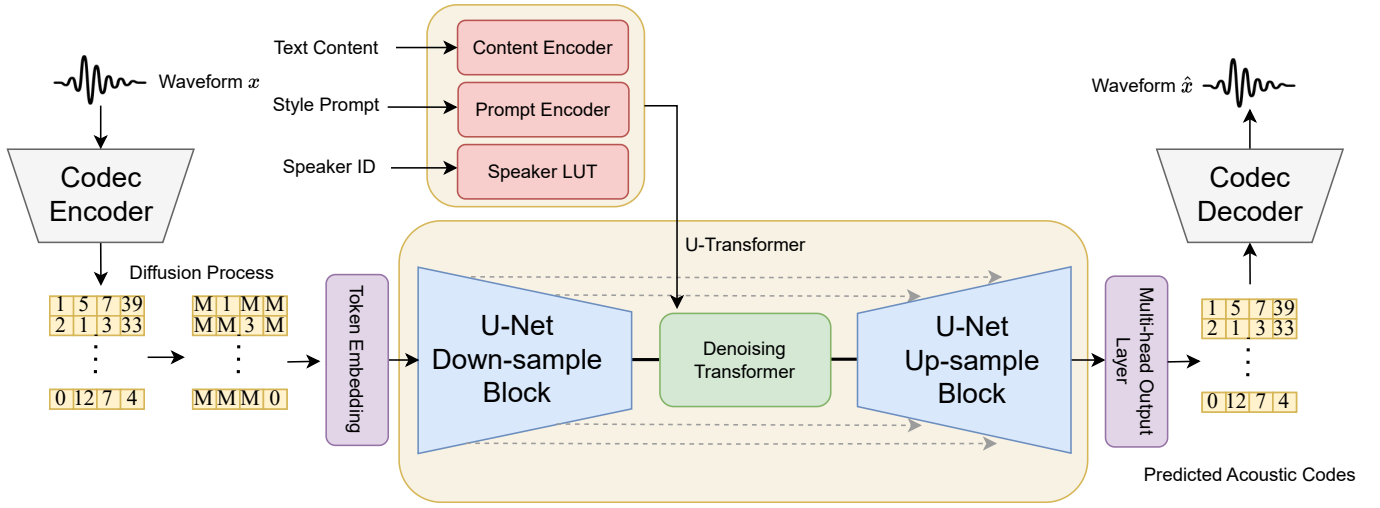 Text Content
Content Encoder
Style Prompt
Prompt Encoder
Speaker ID
Speaker LUT
Waveform x
Codec
Encoder
Diffusion Process
1 5 7 39
2 1 3 33
0 12 7 4
M 1 M M
M M 3 M
M M M 0
Token Embedding
U-Transformer
U-Net
Down-sample
Block
Denoising
Transformer
U-Net
Up-sample
Block
Multi-head Output
Layer
Waveform x̂
Codec
Decoder
1 5 7 39
2 1 3 33
0 12 7 4
Predicted Acoustic Codes